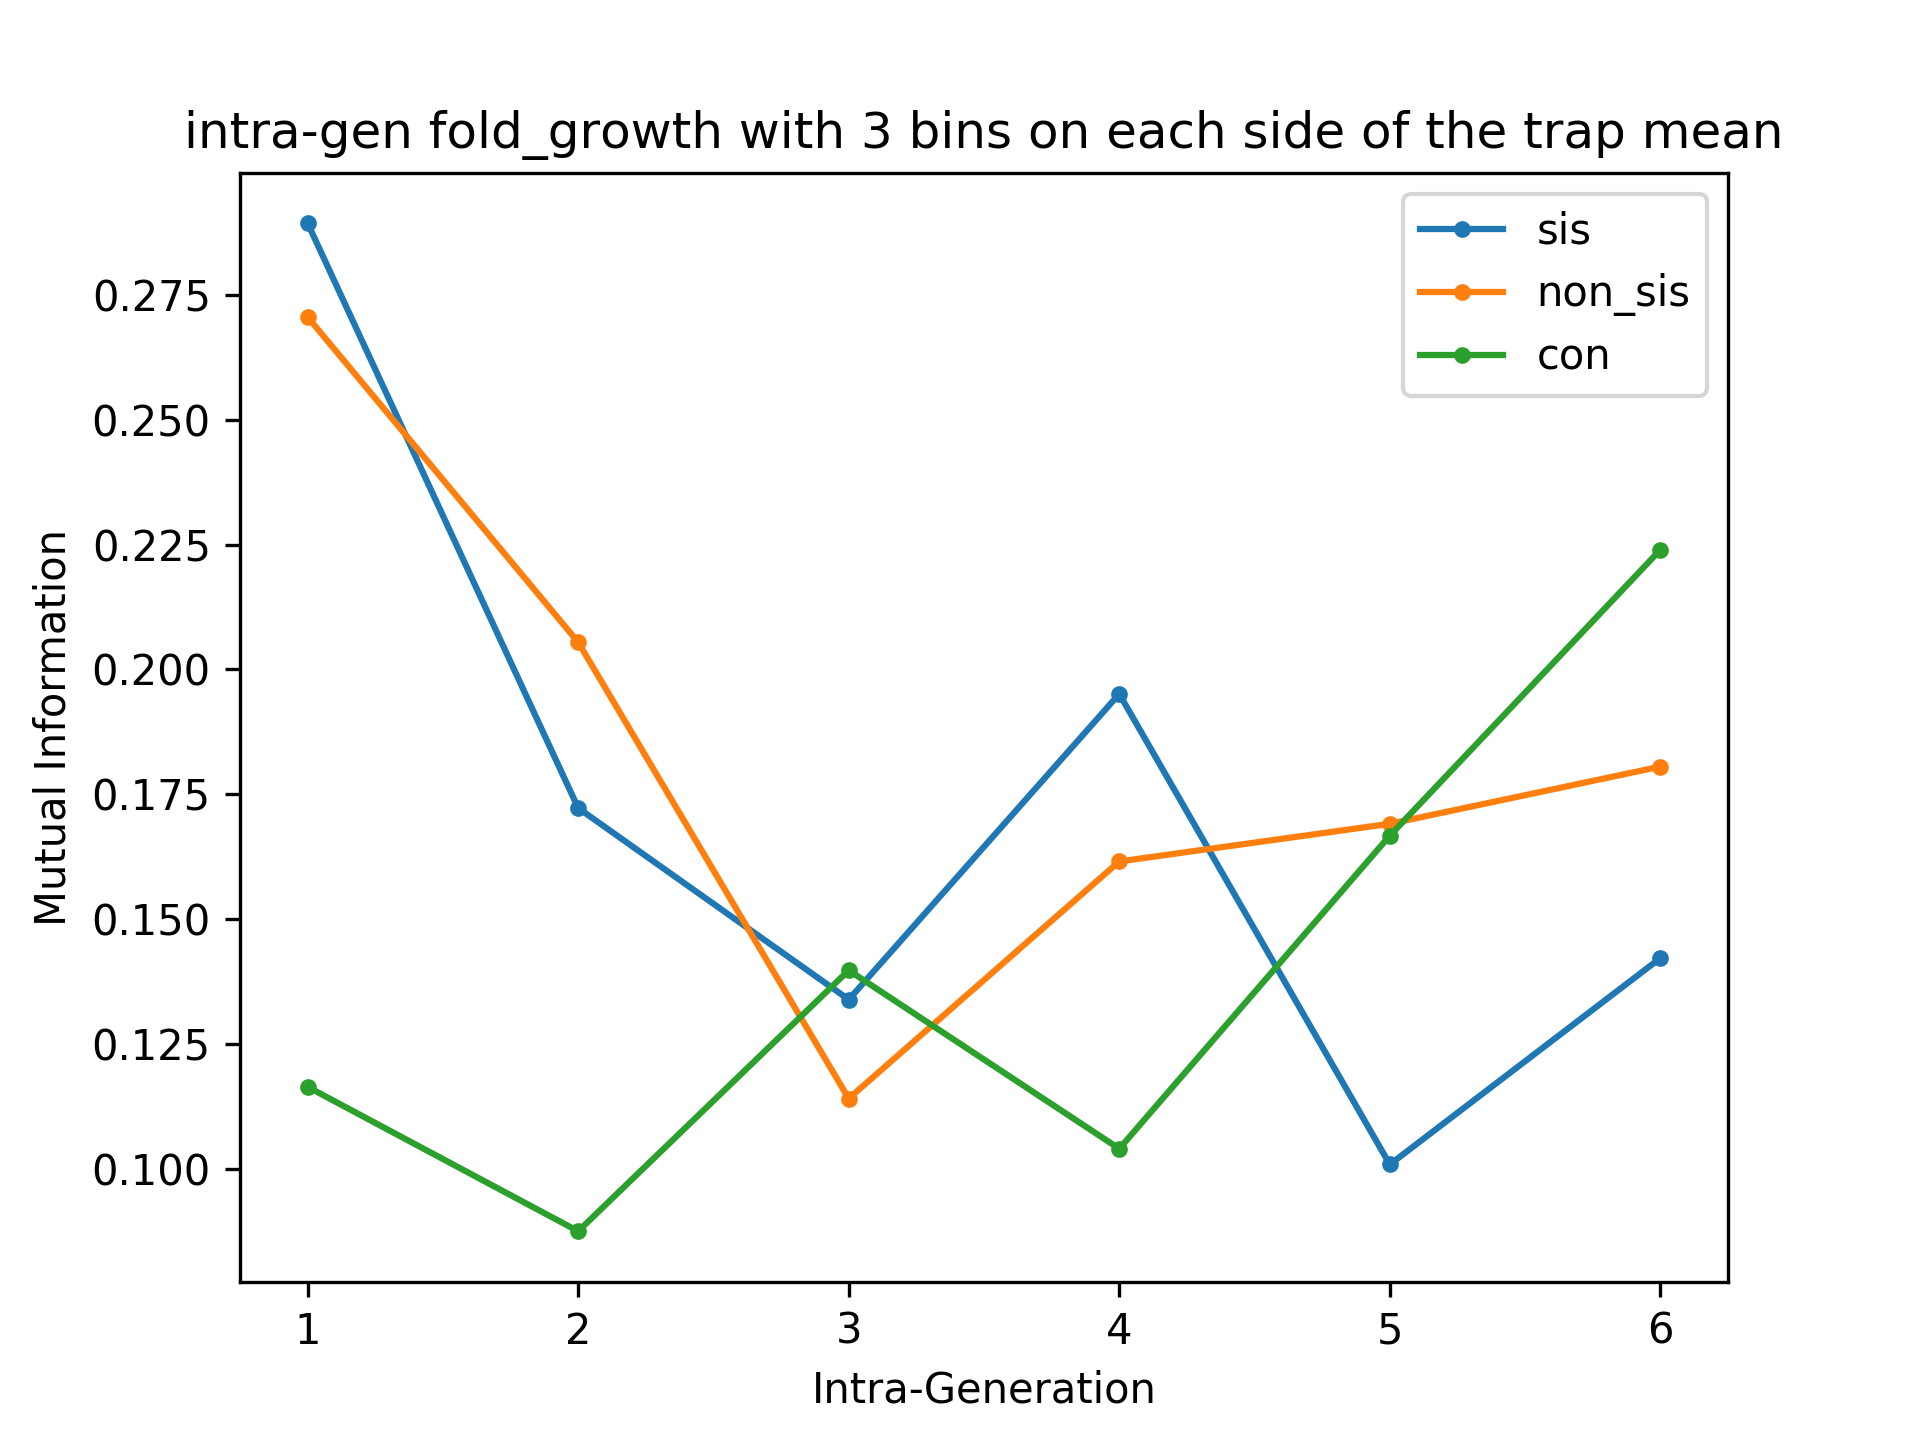 intra-gen fold_growth with 3 bins on each side of the trap mean
sis
non_sis
con
0.275
0.250
0.225
0.200
0.175
0.150
0.125
0.100
Mutual Information
1 2 3 4 5 6
Intra-Generation